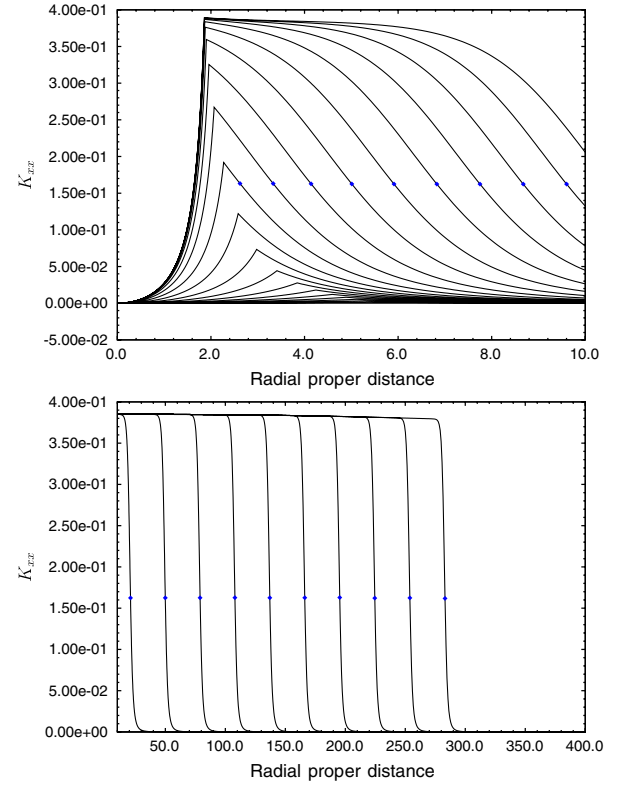 4.00e-01
3.50e-01
3.00e-01
2.50e-01
2.00e-01
K_{xx}
1.50e-01
1.00e-01
5.00e-02
0.00e+00
-5.00e-02
0.0 2.0 4.0 6.0 8.0 10.0
Radial proper distance
4.00e-01
3.50e-01
3.00e-01
2.50e-01
2.00e-01
K_{xx}
1.50e-01
1.00e-01
5.00e-02
0.00e+00
50.0 100.0 150.0 200.0 250.0 300.0 350.0 400.0
Radial proper distance